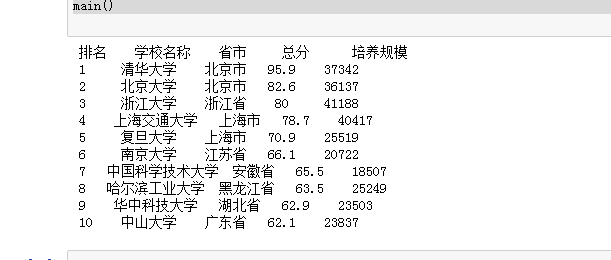 main()
排名 学校名称 省市 总分 培养规模
1 清华大学 北京市 95.9 37342
2 北京大学 北京市 82.6 36137
3 浙江大学 浙江省 80 41188
4 上海交通大学 上海市 78.7 40417
5 复旦大学 上海市 70.9 25519
6 南京大学 江苏省 66.1 20722
7 中国科学技术大学 安徽省 65.5 18507
8 哈尔滨工业大学 黑龙江省 63.5 25249
9 华中科技大学 湖北省 62.9 23503
10 中山大学 广东省 62.1 23837